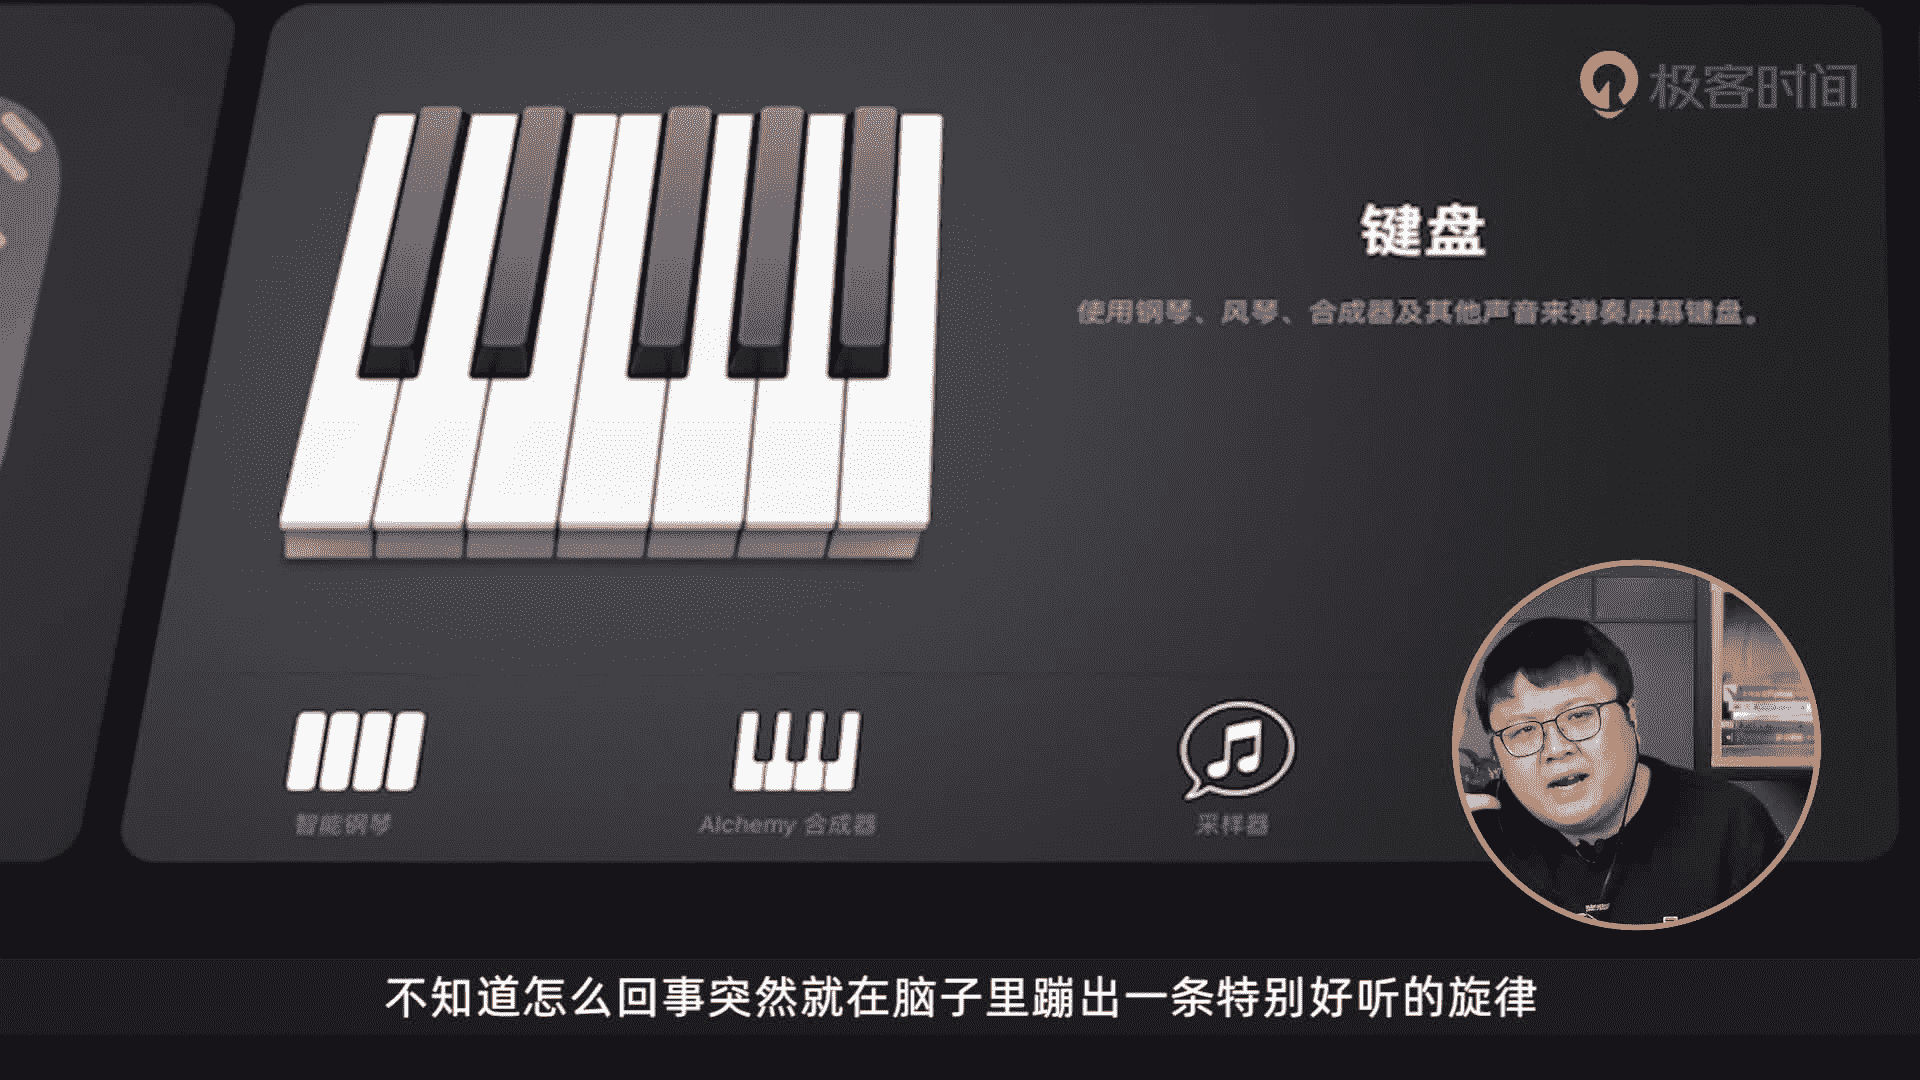 极客时间
键盘
使用钢琴、风琴、合成器及其他声音来弹奏屏幕键盘。
智能钢琴
Alchemy 合成器
采样器
不知道怎么回事突然就在脑子里蹦出一条特别好听的旋律